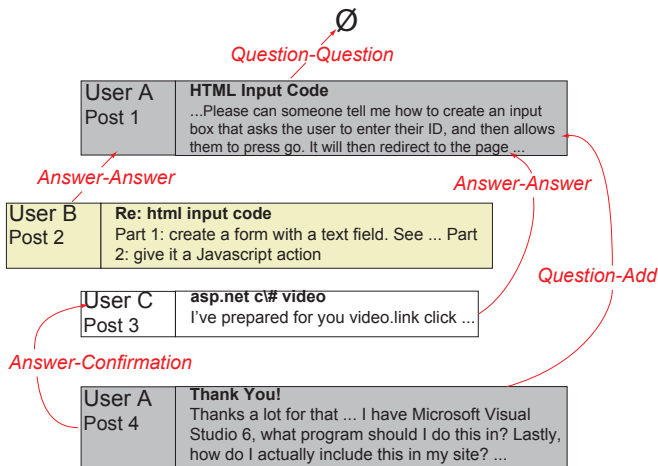 Ø
Question-Question
User A
Post 1
HTML Input Code
...Please can someone tell me how to create an input
box that asks the user to enter their ID, and then allows
them to press go. It will then redirect to the page ...
Answer-Answer
Answer-Answer
User B
Post 2
Re: html input code
Part 1: create a form with a text field. See ... Part
2: give it a Javascript action
Question-Add
User C
Post 3
asp.net c\# video
I've prepared for you video.link click ...
Answer-Confirmation
User A
Post 4
Thank You!
Thanks a lot for that ... I have Microsoft Visual
Studio 6, what program should I do this in? Lastly,
how do I actually include this in my site? ...